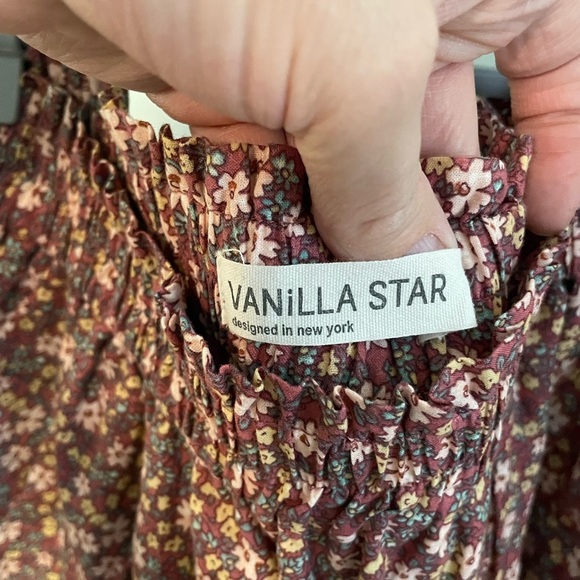 VANiLLA STAR
designed in new york